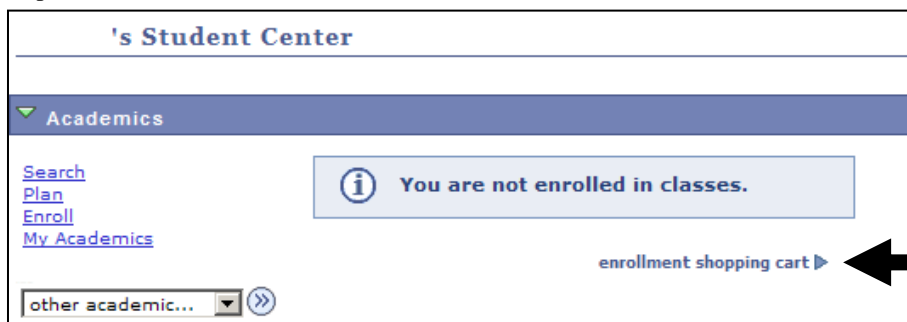 's Student Center
Academics
Search
Plan
Enroll
My Academics
You are not enrolled in classes.
enrollment shopping cart
other academic...